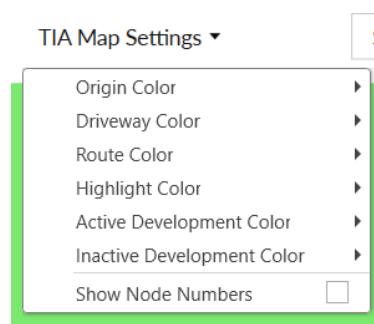 TIA Map Settings
Origin Color
Driveway Color
Route Color
Highlight Color
Active Development Color
Inactive Development Color
Show Node Numbers